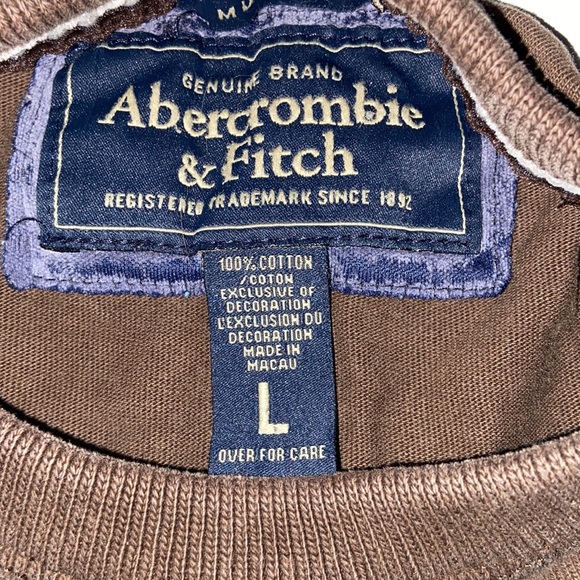 GENUINE BRAND
Abercrombie
& Fitch
REGISTERED TRADEMARK SINCE 1892
100% COTTON
/COTON
EXCLUSIVE OF
DECORATION
L'EXCLUSION DU
DECORATION
MADE IN
MACAU
L
OVER FOR CARE